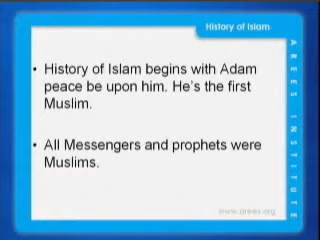 History of Islam
• History of Islam begins with Adam
peace be upon him. He's the first
Muslim.
• All Messengers and prophets were
Muslims.
AREES INSTITUTE
www.arees.org